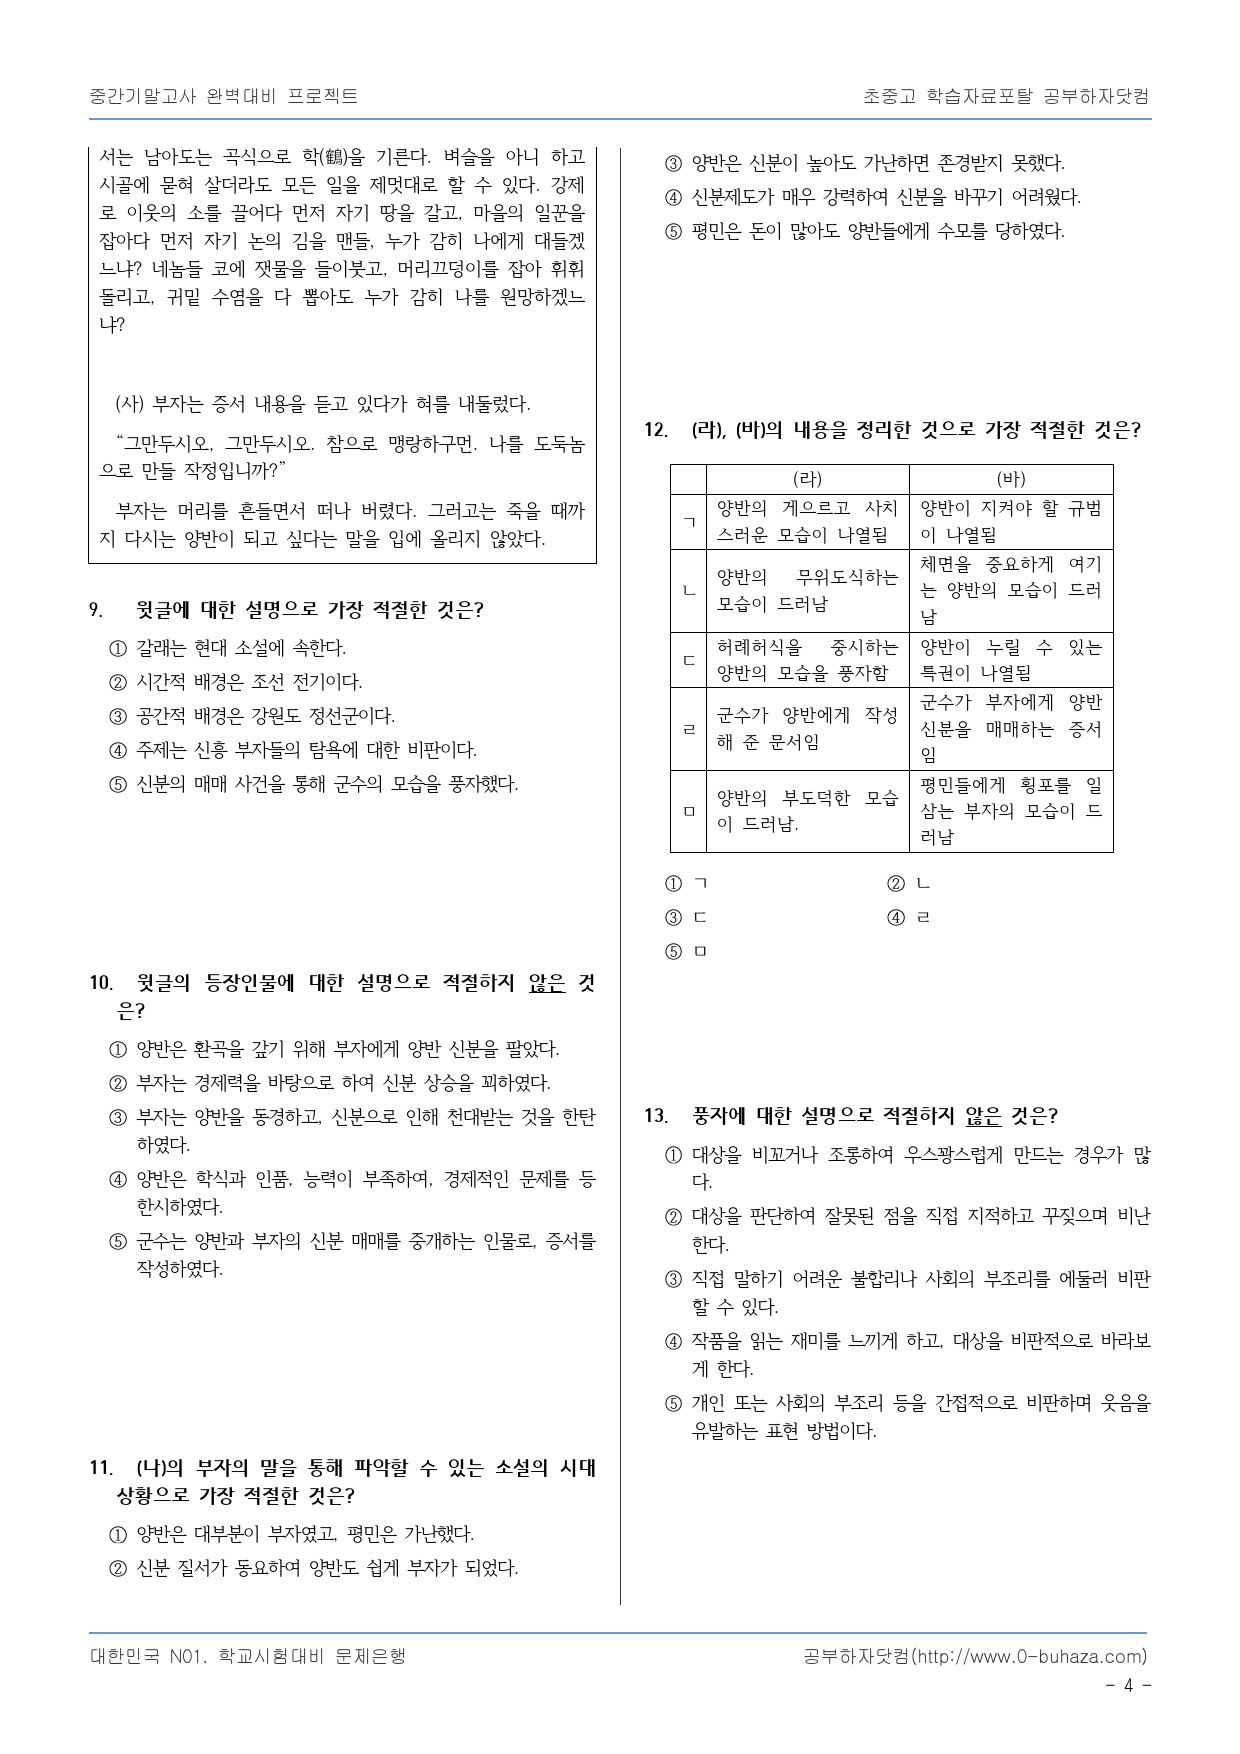 중간기말고사 완벽대비 프로젝트
초중고 학습자료포탈 공부하자닷컴
서는 남아도는 곡식으로 학(鶴)을 기른다. 벼슬을 아니 하고
시골에 묻혀 살더라도 모든 일을 제멋대로 할 수 있다. 강제
로 이웃의 소를 끌어다 먼저 자기 땅을 갈고, 마을의 일꾼을
잡아다 먼저 자기 논의 김을 맨들, 누가 감히 나에게 대들겠
느냐? 네놈들 코에 잿물을 들이붓고, 머리끄덩이를 잡아 휘휘
돌리고, 귀밑 수염을 다 뽑아도 누가 감히 나를 원망하겠느
냐?
(사) 부자는 증서 내용을 듣고 있다가 혀를 내둘렀다.
“그만두시오, 그만두시오. 참으로 맹랑하구먼. 나를 도둑놈
으로 만들 작정입니까?”
부자는 머리를 흔들면서 떠나 버렸다. 그러고는 죽을 때까
지 다시는 양반이 되고 싶다는 말을 입에 올리지 않았다.
9. 윗글에 대한 설명으로 가장 적절한 것은?
① 갈래는 현대 소설에 속한다.
② 시간적 배경은 조선 전기이다.
③ 공간적 배경은 강원도 정선군이다.
④ 주제는 신흥 부자들의 탐욕에 대한 비판이다.
⑤ 신분의 매매 사건을 통해 군수의 모습을 풍자했다.
10. 윗글의 등장인물에 대한 설명으로 적절하지 않은 것
은?
① 양반은 환곡을 갚기 위해 부자에게 양반 신분을 팔았다.
② 부자는 경제력을 바탕으로 하여 신분 상승을 꾀하였다.
③ 부자는 양반을 동경하고, 신분으로 인해 천대받는 것을 한탄
하였다.
④ 양반은 학식과 인품, 능력이 부족하여, 경제적인 문제를 등
한시하였다.
⑤ 군수는 양반과 부자의 신분 매매를 중개하는 인물로, 증서를
작성하였다.
11. (나)의 부자의 말을 통해 파악할 수 있는 소설의 시대
상황으로 가장 적절한 것은?
① 양반은 대부분이 부자였고, 평민은 가난했다.
② 신분 질서가 동요하여 양반도 쉽게 부자가 되었다.
③ 양반은 신분이 높아도 가난하면 존경받지 못했다.
④ 신분제도가 매우 강력하여 신분을 바꾸기 어려웠다.
⑤ 평민은 돈이 많아도 양반들에게 수모를 당하였다.
12. (라), (바)의 내용을 정리한 것으로 가장 적절한 것은?
(라) (바)
ㄱ 양반의 게으르고 사치 양반이 지켜야 할 규범
스러운 모습이 나열됨 이 나열됨
ㄴ 양반의 무위도식하는 체면을 중요하게 여기
모습이 드러남 는 양반의 모습이 드러
남
ㄷ 허례허식을 중시하는 양반이 누릴 수 있는
양반의 모습을 풍자함 특권이 나열됨
ㄹ 군수가 양반에게 작성 군수가 부자에게 양반
해 준 문서임 신분을 매매하는 증서
임
ㅁ 양반의 부도덕한 모습 평민들에게 횡포를 일
이 드러남. 삼는 부자의 모습이 드
러남
① ㄱ ② ㄴ
③ ㄷ ④ ㄹ
⑤ ㅁ
13. 풍자에 대한 설명으로 적절하지 않은 것은?
① 대상을 비꼬거나 조롱하여 우스꽝스럽게 만드는 경우가 많
다.
② 대상을 판단하여 잘못된 점을 직접 지적하고 꾸짖으며 비난
한다.
③ 직접 말하기 어려운 불합리나 사회의 부조리를 에둘러 비판
할 수 있다.
④ 작품을 읽는 재미를 느끼게 하고, 대상을 비판적으로 바라보
게 한다.
⑤ 개인 또는 사회의 부조리 등을 간접적으로 비판하며 웃음을
유발하는 표현 방법이다.
대한민국 N01. 학교시험대비 문제은행
공부하자닷컴(http://www.0-buhaza.com)
- 4 -